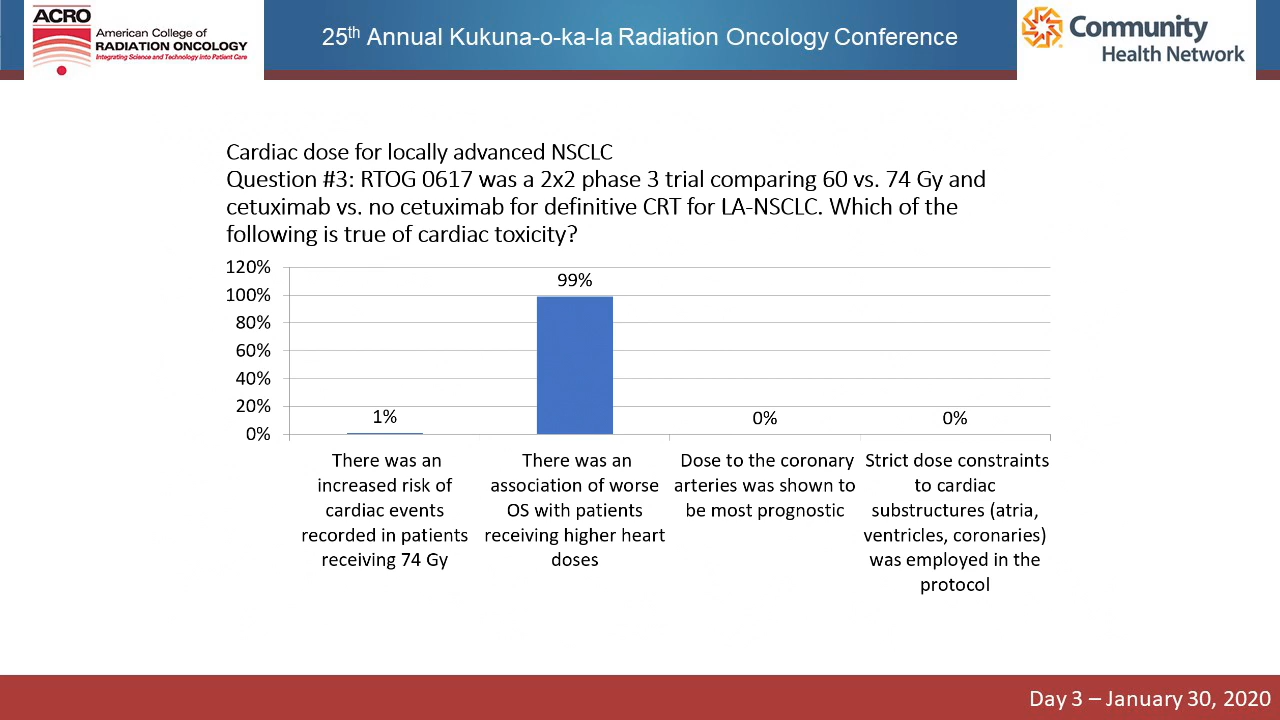 ACRO
American College of
RADIATION ONCOLOGY
Integrating Science and Technology Into Patient Care
25th Annual Kukuna-o-ka-la Radiation Oncology Conference
Community
Health Network
Cardiac dose for locally advanced NSCLC
Question #3: RTOG 0617 was a 2x2 phase 3 trial comparing 60 vs. 74 Gy and
cetuximab vs. no cetuximab for definitive CRT for LA-NSCLC. Which of the
following is true of cardiac toxicity?
120%
100%
80%
60%
40%
20%
0%
1%
99%
0%
0%
There was an
increased risk of
cardiac events
recorded in patients
receiving 74 Gy
There was an
association of worse
OS with patients
receiving higher heart
doses
Dose to the coronary
arteries was shown to
be most prognostic
Strict dose constraints
to cardiac
substructures (atria,
ventricles, coronaries)
was employed in the
protocol
Day 3 – January 30, 2020